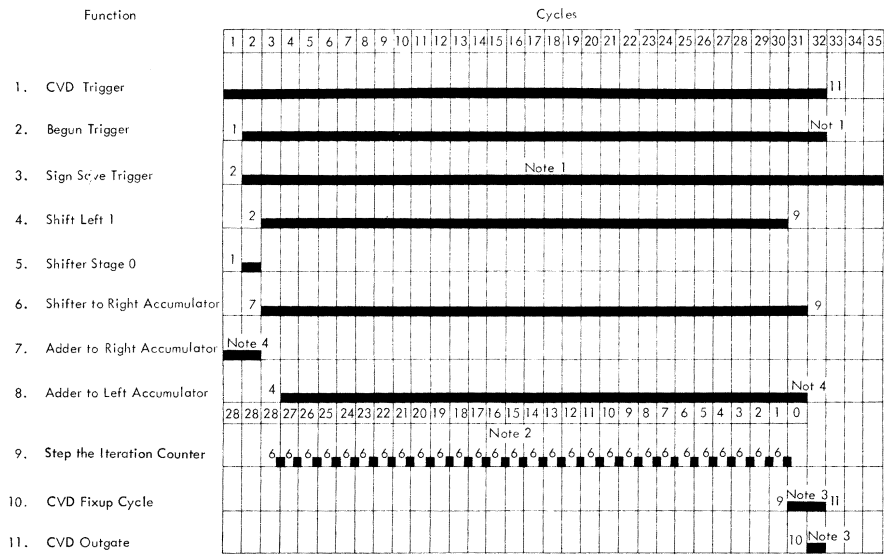 Function Cycles
1 2 3 4 5 6 7 8 9 10 11 12 13 14 15 16 17 18 19 20 21 22 23 24 25 26 27 28 29 30 31 32 33 34 35
1. CVD Trigger 11
2. Begun Trigger 1 Not 1
3. Sign Save Trigger 2 Note 1
4. Shift Left 1 2 9
5. Shifter Stage 0 1
6. Shifter to Right Accumulator 7 9
7. Adder to Right Accumulator Note 4
8. Adder to Left Accumulator 4 Not 4
28 28 28 27 26 25 24 23 22 21 20 19 18 17 16 15 14 13 12 11 10 9 8 7 6 5 4 3 2 1 0
Note 2
9. Step the Iteration Counter 6 6 6 6 6 6 6 6 6 6 6 6 6 6 6 6 6 6 6 6 6 6 6 6 6 6 6 6
10. CVD Fixup Cycle 9 Note 3 11
11. CVD Outgate 10 Note 3